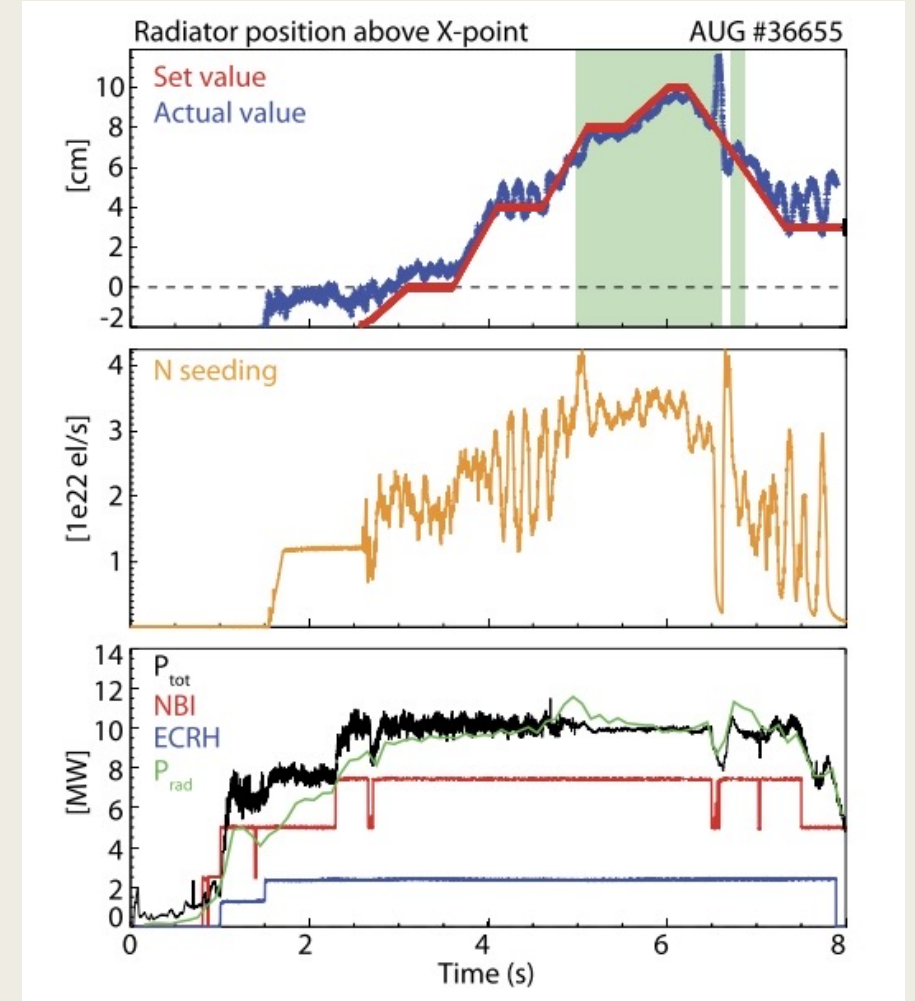 Radiator position above X-point AUG #36655
Set value
Actual value
[cm]
10
8
6
4
2
0
-2
N seeding
[1e22 el/s]
4
3
2
1
P tot
NBI
ECRH
P rad
[MW]
14
12
10
8
6
4
2
0
0 2 4 6 8
Time (s)